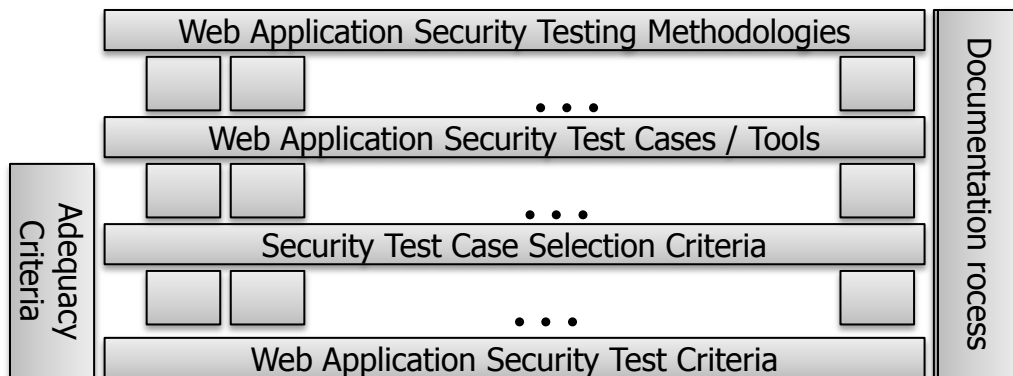 Web Application Security Testing Methodologies
. . .
Web Application Security Test Cases / Tools
. . .
Security Test Case Selection Criteria
. . .
Web Application Security Test Criteria
Adequacy
Criteria
Documentation rocess